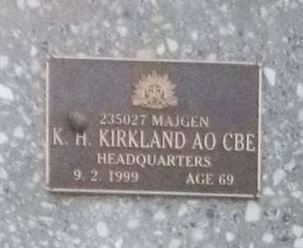 235027 MAJGEN
K. H. KIRKLAND AO CBE
HEADQUARTERS
9. 2. 1999 AGE 69